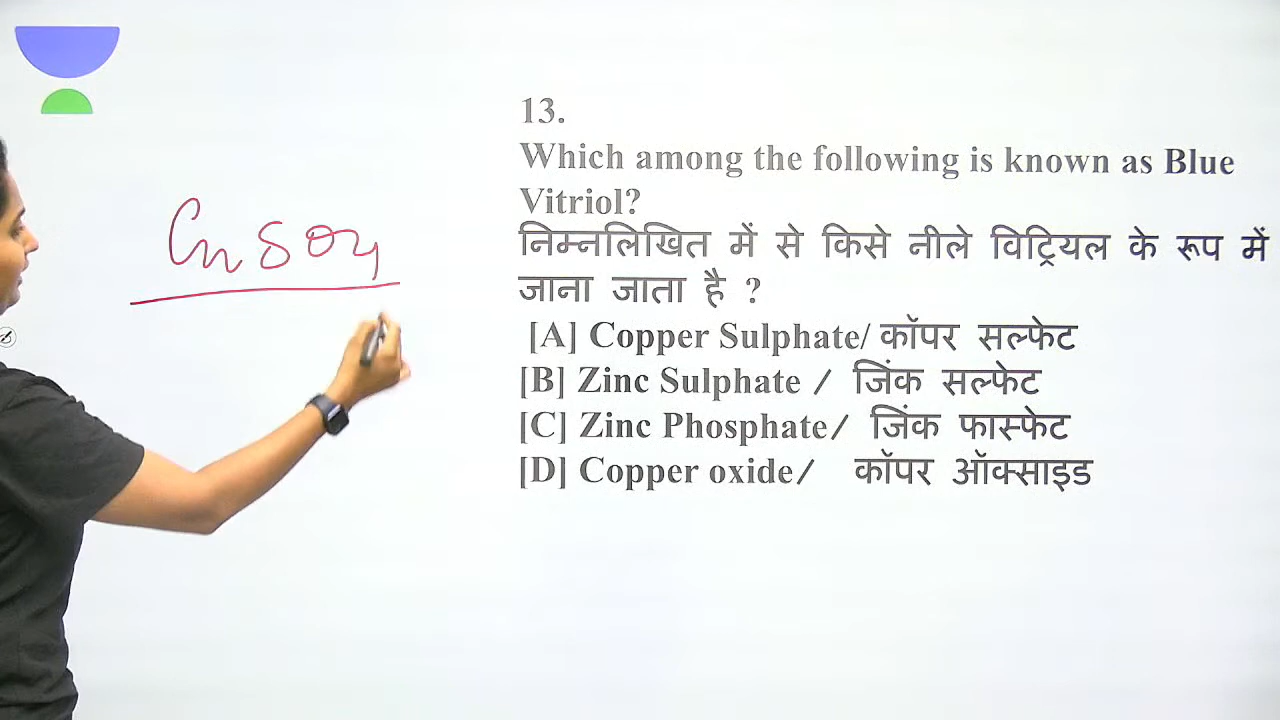 CuSO4
13.
Which among the following is known as Blue
Vitriol?
निम्नलिखित में से किसे नीले विट्रियल के रूप में
जाना जाता है ?
[A] Copper Sulphate/ कॉपर सल्फेट
[B] Zinc Sulphate / जिंक सल्फेट
[C] Zinc Phosphate/ जिंक फास्फेट
[D] Copper oxide/ कॉपर ऑक्साइड